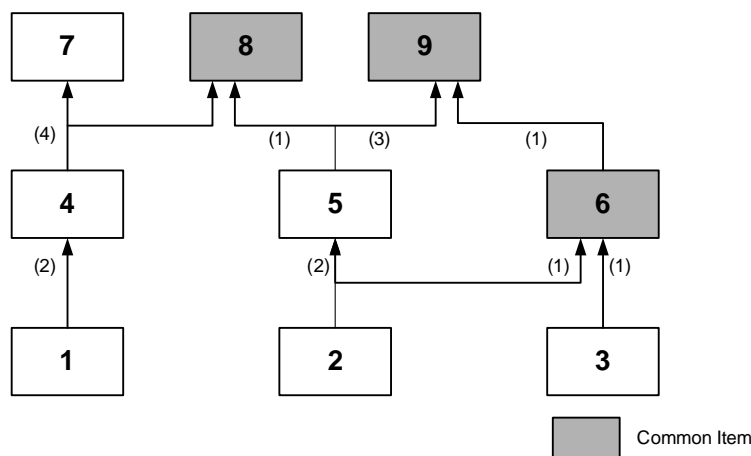 7 8 9
(4) (1) (3) (1)
4 5 6
(2) (2) (1) (1)
1 2 3
Common Item